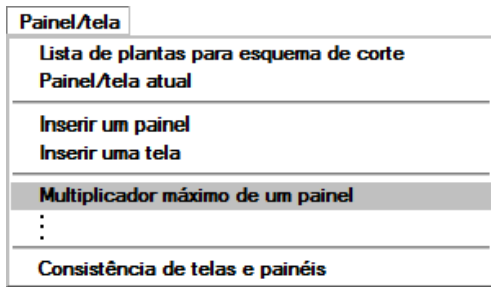 Painel/tela
Lista de plantas para esquema de corte
Painel/tela atual
Inserir um painel
Inserir uma tela
Multiplicador máximo de um painel
⋮
Consistência de telas e painéis